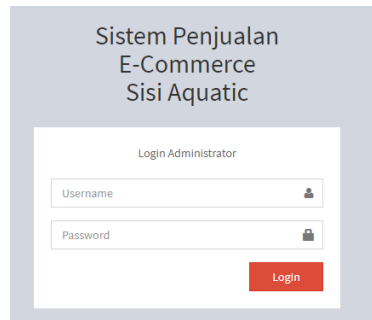 Sistem Penjualan
E-Commerce
Sisi Aquatic
Login Administrator
Username
Password
LogIn